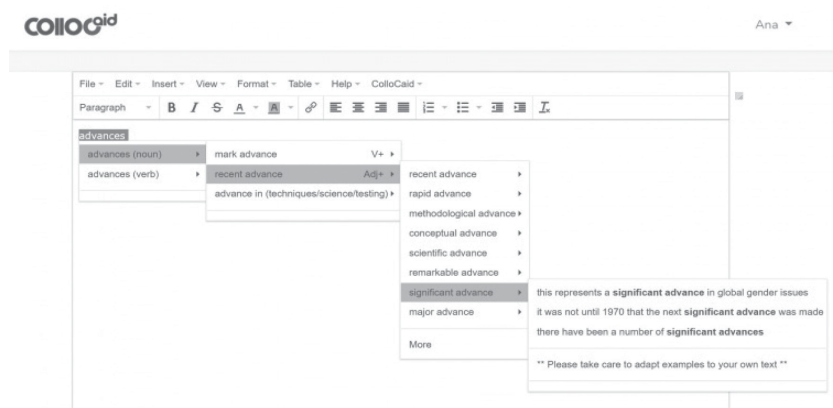 collocaid
Ana
File Edit Insert View Format Table Help ColloCaid
Paragraph B I S A A
advances
advances (noun)
advances (verb)
mark advance V+
recent advance Adj+
advance in (techniques/science/testing)
recent advance
rapid advance
methodological advance
conceptual advance
scientific advance
remarkable advance
significant advance
major advance
More
this represents a significant advance in global gender issues
it was not until 1970 that the next significant advance was made
there have been a number of significant advances
** Please take care to adapt examples to your own text **